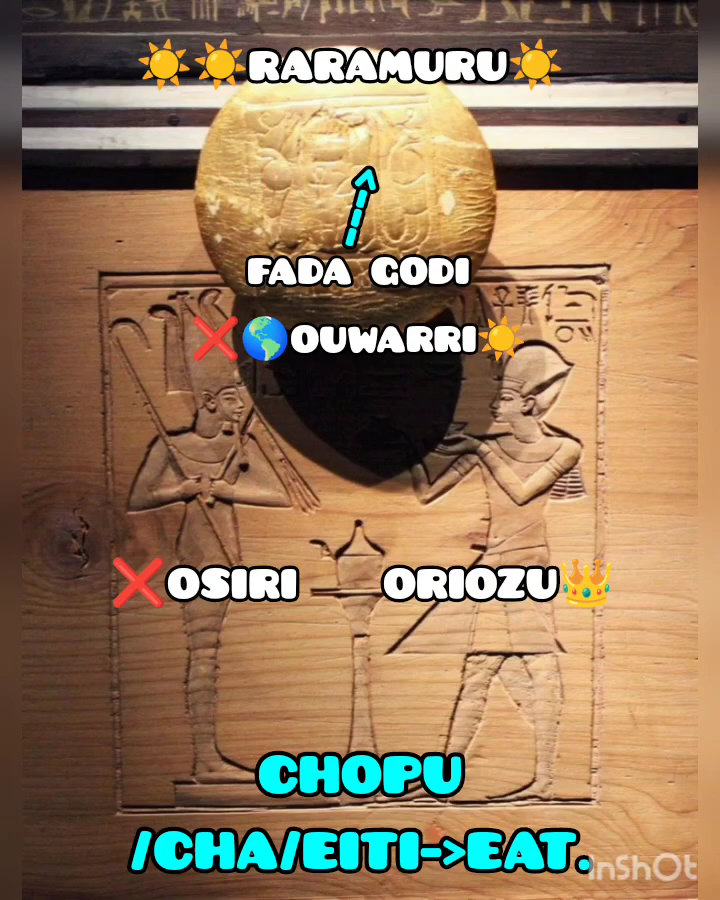 ☀️☀️RARAMURU☀️
FADA GODI
❌🌎OUWARRI☀️
❌OSIRI — ORIOZU👑
CHOPU
/CHA/EITI->EAT.
InShOt